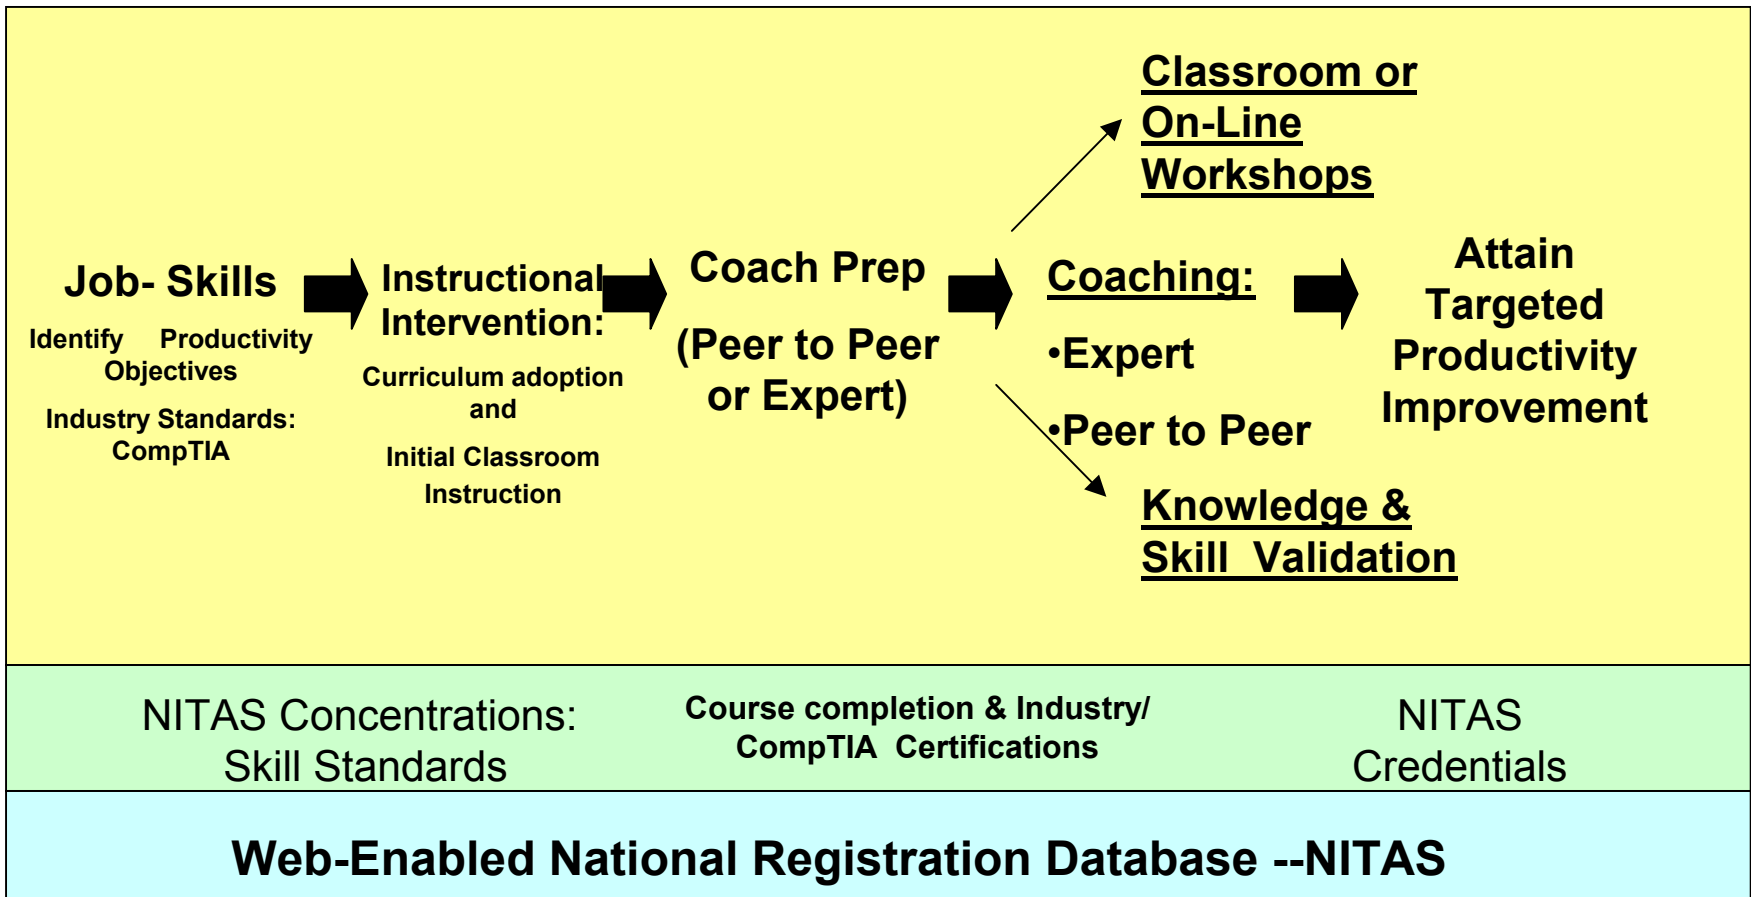 Job- Skills
Identify Productivity
Objectives
Industry Standards:
CompTIA
Instructional
Intervention:
Curriculum adoption
and
Initial Classroom
Instruction
Coach Prep
(Peer to Peer
or Expert)
Classroom or
On-Line
Workshops
Coaching:
•Expert
•Peer to Peer
Knowledge &
Skill Validation
Attain
Targeted
Productivity
Improvement
NITAS Concentrations:
Skill Standards
Course completion & Industry/
CompTIA Certifications
NITAS
Credentials
Web-Enabled National Registration Database --NITAS